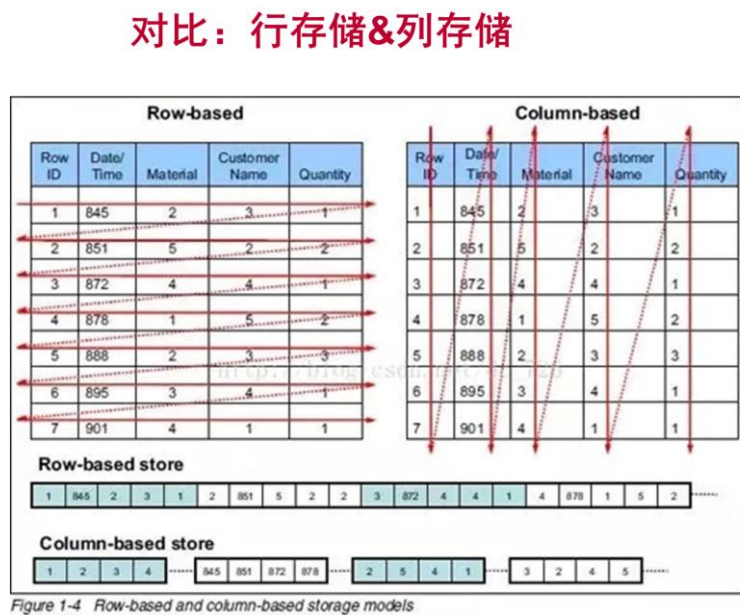 对比：行存储&列存储
Row-based
Column-based
Row ID Date/ Time Material Customer Name Quantity
1 845 2 3 1
2 851 5 2 2
3 872 4 4 1
4 878 1 5 2
5 888 2 3 3
6 895 3 4 1
7 901 4 1 1
Row ID Date/ Time Material Customer Name Quantity
1 845 2 3 1
2 851 5 2 2
3 872 4 4 1
4 878 1 5 2
5 888 2 3 3
6 895 3 4 1
7 901 4 1 1
Row-based store
1 845 2 3 1 2 851 5 2 2 3 872 4 4 1 4 878 1 5 2
Column-based store
1 2 3 4 845 851 872 878 2 5 4 1 3 2 4 5
Figure 1-4 Row-based and column-based storage models